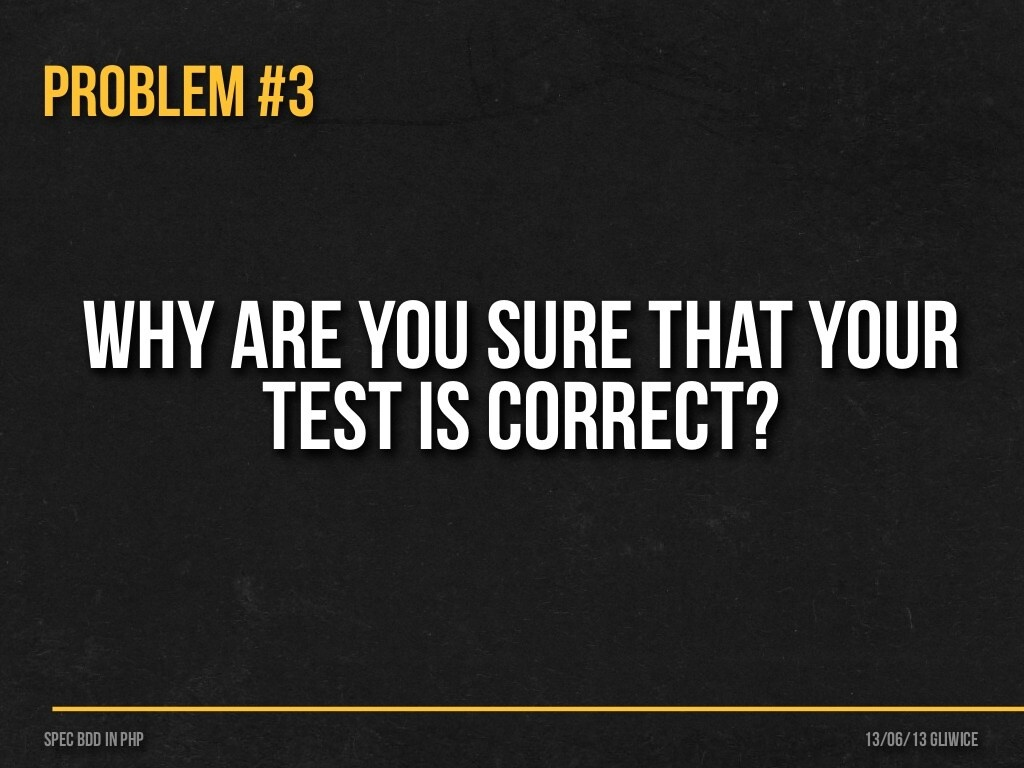 PROBLEM #3
WHY ARE YOU SURE THAT YOUR
TEST IS CORRECT?
SPEC BDD IN PHP
13/06/13 GLIWICE